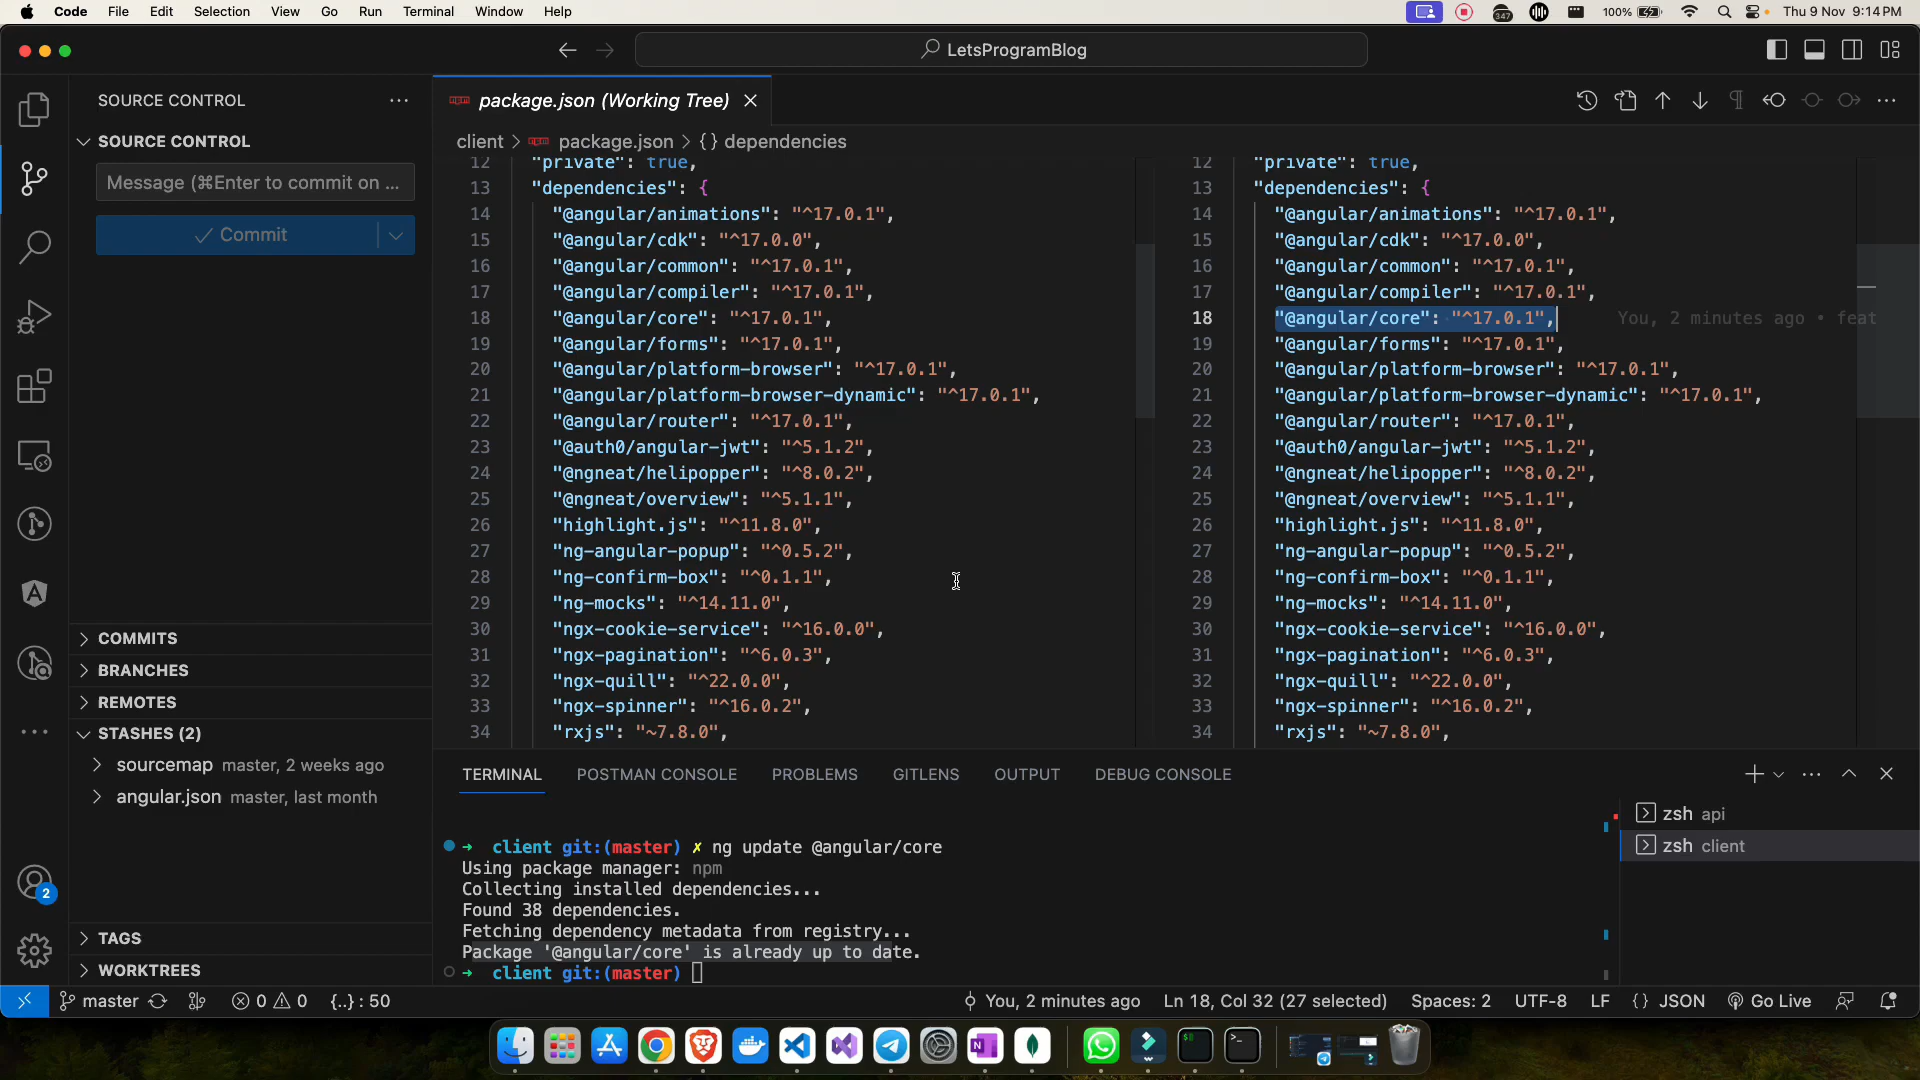 Code File Edit Selection View Go Run Terminal Window Help
347 100% Thu 9 Nov 9:14 PM
LetsProgramBlog
SOURCE CONTROL
SOURCE CONTROL
Message (⌘Enter to commit on ...
Commit
COMMITS
BRANCHES
REMOTES
STASHES (2)
sourcemap master, 2 weeks ago
angular.json master, last month
2
TAGS
WORKTREES
package.json (Working Tree)
client > package.json > {} dependencies
12 "private": true,
13 "dependencies": {
14 "@angular/animations": "^17.0.1",
15 "@angular/cdk": "^17.0.0",
16 "@angular/common": "^17.0.1",
17 "@angular/compiler": "^17.0.1",
18 "@angular/core": "^17.0.1",
19 "@angular/forms": "^17.0.1",
20 "@angular/platform-browser": "^17.0.1",
21 "@angular/platform-browser-dynamic": "^17.0.1",
22 "@angular/router": "^17.0.1",
23 "@auth0/angular-jwt": "^5.1.2",
24 "@ngneat/helipopper": "^8.0.2",
25 "@ngneat/overview": "^5.1.1",
26 "highlight.js": "^11.8.0",
27 "ng-angular-popup": "^0.5.2",
28 "ng-confirm-box": "^0.1.1",
29 "ng-mocks": "^14.11.0",
30 "ngx-cookie-service": "^16.0.0",
31 "ngx-pagination": "^6.0.3",
32 "ngx-quill": "^22.0.0",
33 "ngx-spinner": "^16.0.2",
34 "rxjs": "~7.8.0",
12 "private": true,
13 "dependencies": {
14 "@angular/animations": "^17.0.1",
15 "@angular/cdk": "^17.0.0",
16 "@angular/common": "^17.0.1",
17 "@angular/compiler": "^17.0.1",
18 "@angular/core": "^17.0.1", You, 2 minutes ago • feat
19 "@angular/forms": "^17.0.1",
20 "@angular/platform-browser": "^17.0.1",
21 "@angular/platform-browser-dynamic": "^17.0.1",
22 "@angular/router": "^17.0.1",
23 "@auth0/angular-jwt": "^5.1.2",
24 "@ngneat/helipopper": "^8.0.2",
25 "@ngneat/overview": "^5.1.1",
26 "highlight.js": "^11.8.0",
27 "ng-angular-popup": "^0.5.2",
28 "ng-confirm-box": "^0.1.1",
29 "ng-mocks": "^14.11.0",
30 "ngx-cookie-service": "^16.0.0",
31 "ngx-pagination": "^6.0.3",
32 "ngx-quill": "^22.0.0",
33 "ngx-spinner": "^16.0.2",
34 "rxjs": "~7.8.0",
TERMINAL POSTMAN CONSOLE PROBLEMS GITLENS OUTPUT DEBUG CONSOLE
→ client git:(master) ✗ ng update @angular/core
Using package manager: npm
Collecting installed dependencies...
Found 38 dependencies.
Fetching dependency metadata from registry...
Package '@angular/core' is already up to date.
→ client git:(master)
zsh api
zsh client
master 0 0 {..} : 50 You, 2 minutes ago Ln 18, Col 32 (27 selected) Spaces: 2 UTF-8 LF {} JSON Go Live